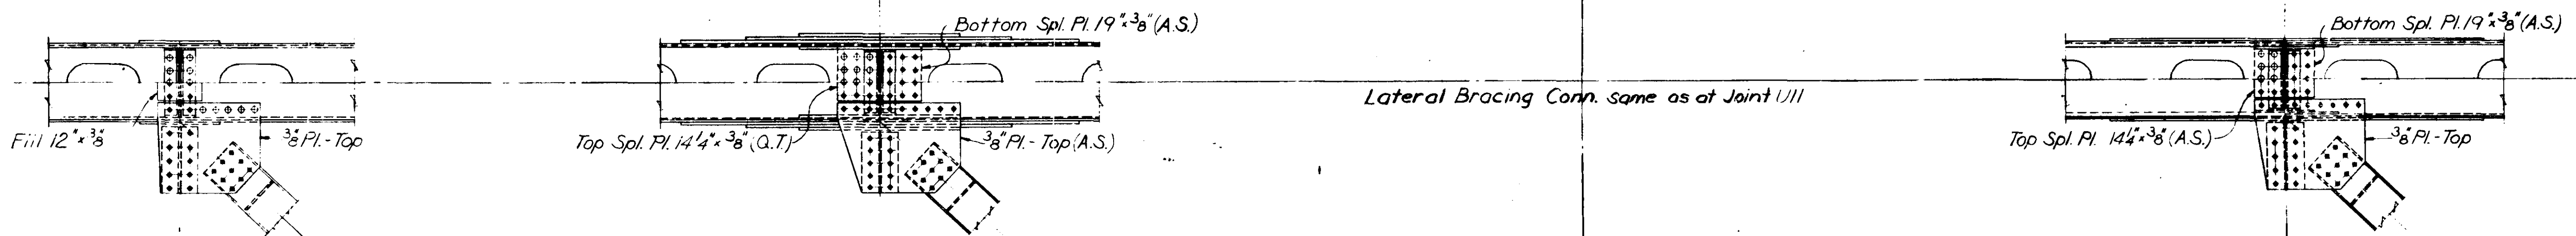 Bottom Spl. Pl. 19"x3/8" (A.S.)
Bottom Spl. Pl. 19"x3/8" (A.S.)
Lateral Bracing Conn. same as at Joint U11
Fill 12"x3/8"
3/8" Pl.-Top
Top Spl. Pl. 14 1/4"x3/8" (Q.T.)
3/8" Pl.-Top (A.S.)
Top Spl. Pl. 14 1/4"x3/8" (A.S.)
3/8" Pl.-Top